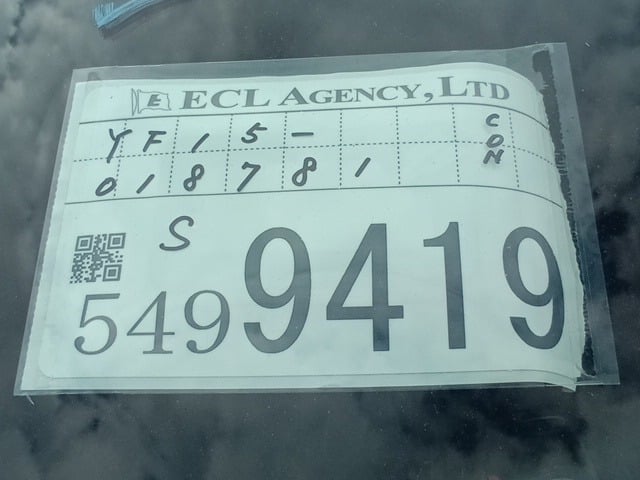 E ECL AGENCY, LTD
YF15- CON
018781
S
5499419